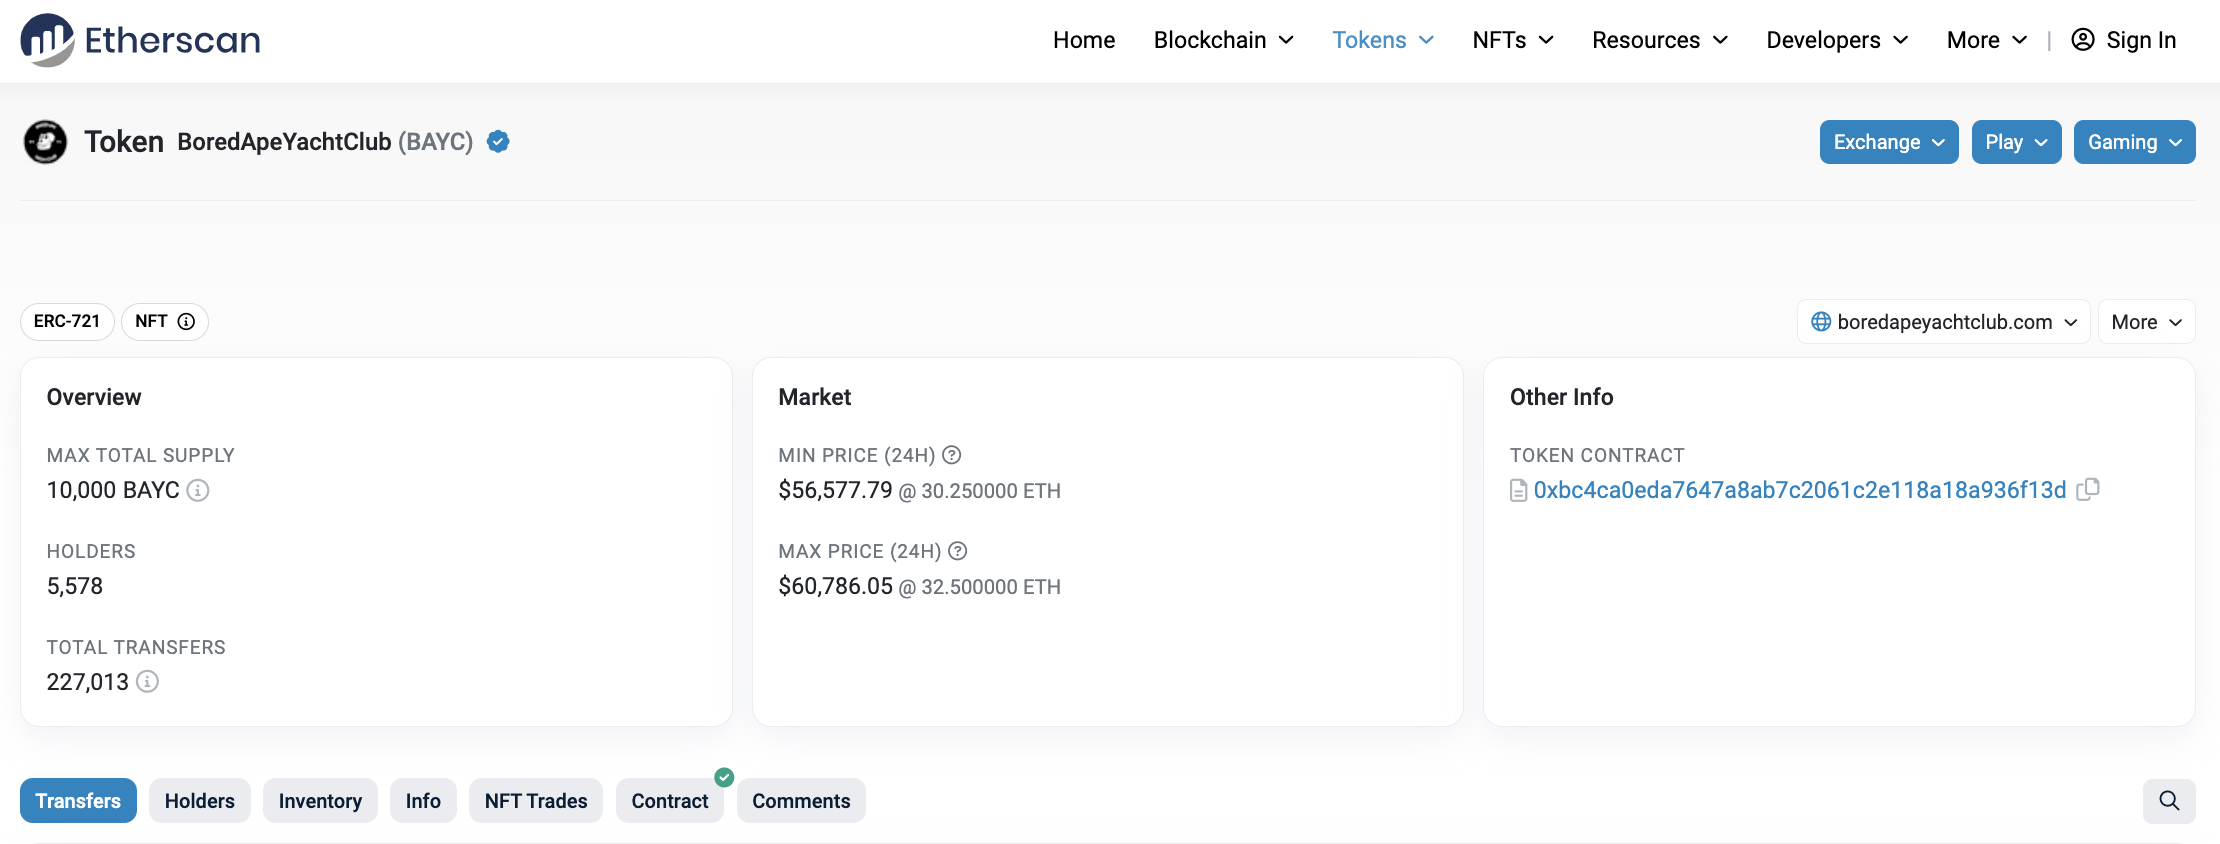 Etherscan
Home Blockchain Tokens NFTs Resources Developers More | Sign In
Token BoredApeYachtClub (BAYC)
Exchange Play Gaming
ERC-721 NFT
boredapeyachtclub.com More
Overview
MAX TOTAL SUPPLY
10,000 BAYC
HOLDERS
5,578
TOTAL TRANSFERS
227,013
Market
MIN PRICE (24H)
$56,577.79 @ 30.250000 ETH
MAX PRICE (24H)
$60,786.05 @ 32.500000 ETH
Other Info
TOKEN CONTRACT
0xbc4ca0eda7647a8ab7c2061c2e118a18a936f13d
Transfers Holders Inventory Info NFT Trades Contract Comments